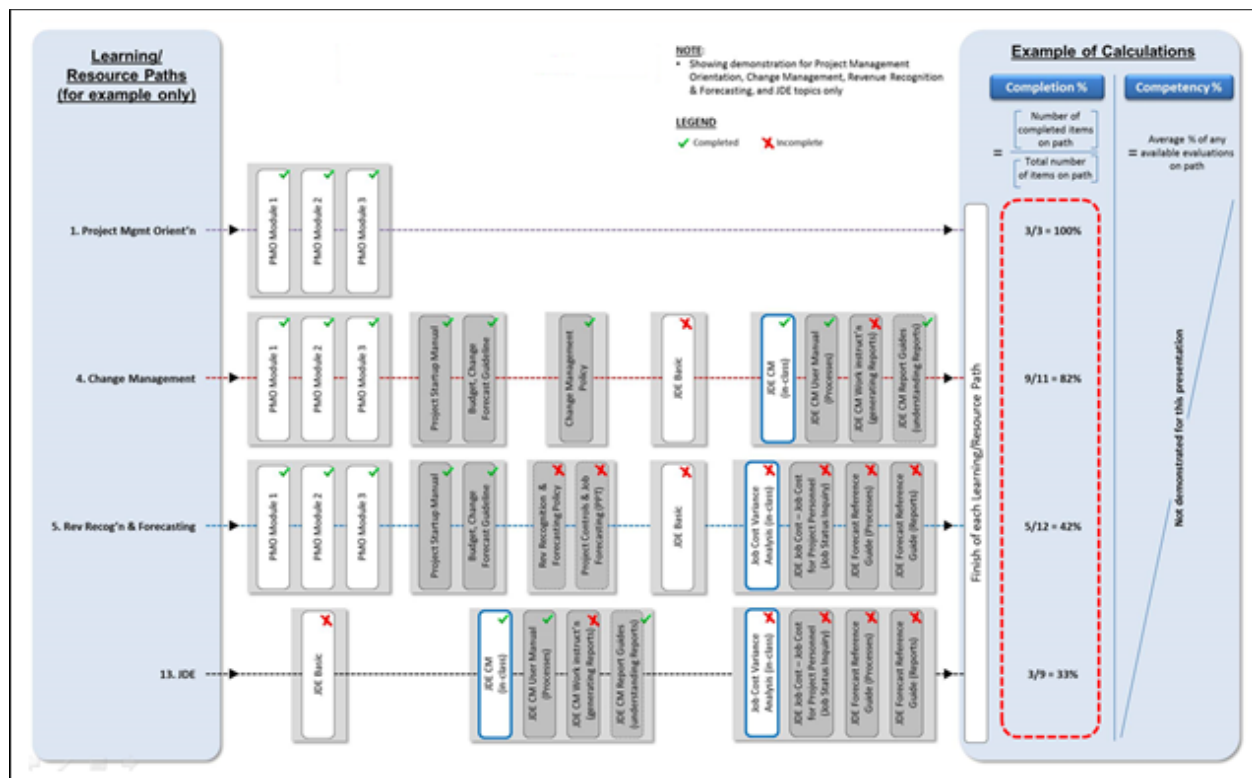 Learning/
Resource Paths
(for example only)
NOTE:
• Showing demonstration for Project Management
Orientation, Change Management, Revenue Recognition
& Forecasting, and JDE topics only
LEGEND
Completed
Incomplete
Example of Calculations
Completion %
Competency %
=
Number of
completed items
on path
Total number
of items on path
= Average % of any
available evaluations
on path
1. Project Mgmt Orient'n
PMO Module 1
PMO Module 2
PMO Module 3
3/3 = 100%
4. Change Management
PMO Module 1
PMO Module 2
PMO Module 3
Project Startup Manual
Budget, Change
Forecast Guideline
Change Management
Policy
JDE Basic
JDE CM
(in-class)
JDE CM User Manual
(Processes)
JDE CM Work instruct'n
(generating Reports)
JDE CM Report Guides
(understanding Reports)
9/11 = 82%
5. Rev Recog'n & Forecasting
PMO Module 1
PMO Module 2
PMO Module 3
Project Startup Manual
Budget, Change
Forecast Guideline
Rev Recognition &
Forecasting Policy
Project Controls & Job
Forecasting (PPT)
JDE Basic
Job Cost Variance
Analysis (in-class)
JDE Job Cost – Job Cost
for Project Personnel
(Job Status Inquiry)
JDE Forecast Reference
Guide (Processes)
JDE Forecast Reference
Guide (Reports)
5/12 = 42%
13. JDE
JDE Basic
JDE CM
(in-class)
JDE CM User Manual
(Processes)
JDE CM Work instruct'n
(generating Reports)
JDE CM Report Guides
(understanding Reports)
Job Cost Variance
Analysis (in-class)
JDE Job Cost – Job Cost
for Project Personnel
(Job Status Inquiry)
JDE Forecast Reference
Guide (Processes)
JDE Forecast Reference
Guide (Reports)
3/9 = 33%
Finish of each Learning/Resource Path
Not demonstrated for this presentation